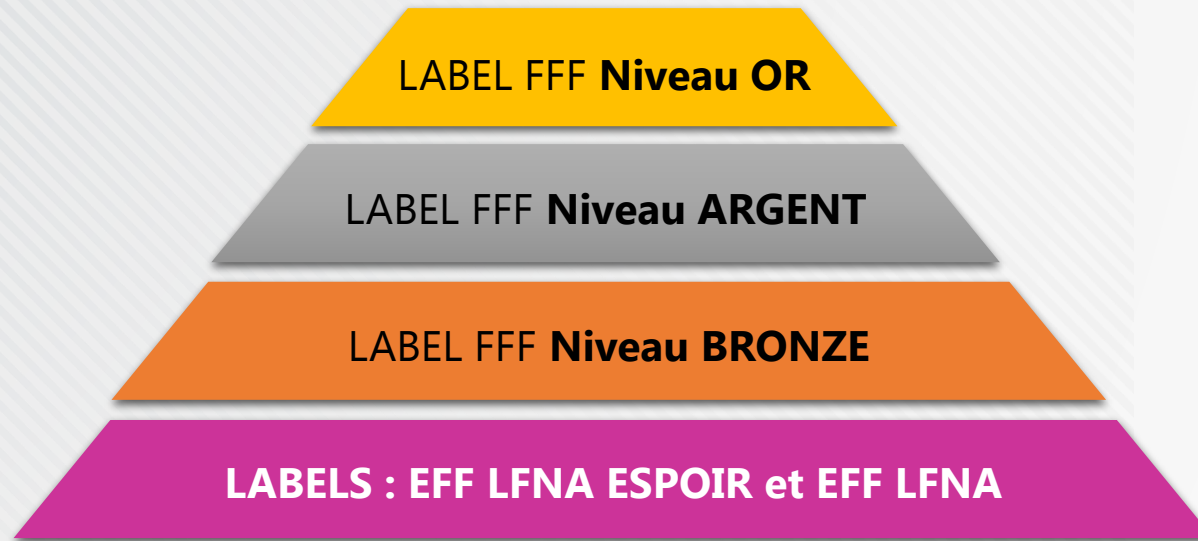 LABEL FFF Niveau OR
LABEL FFF Niveau ARGENT
LABEL FFF Niveau BRONZE
LABELS : EFF LFNA ESPOIR et EFF LFNA